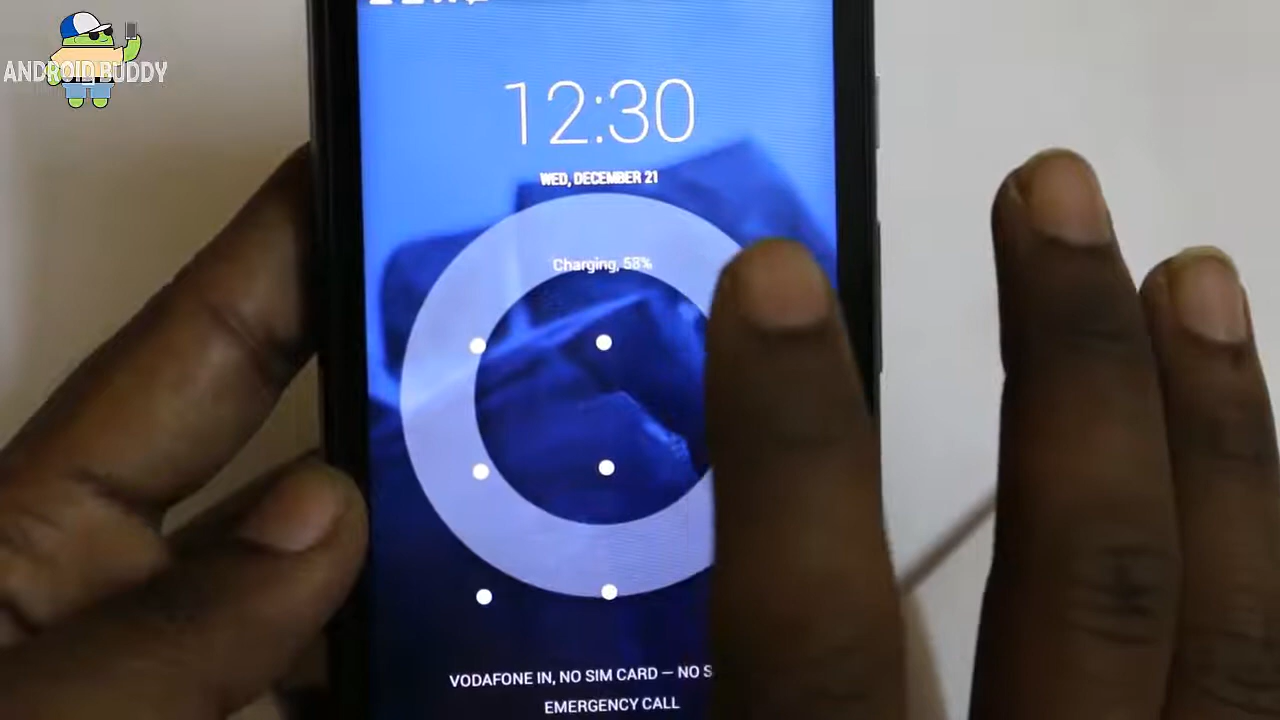 ANDROID BUDDY
12:30
WED, DECEMBER 21
Charging, 58%
VODAFONE IN, NO SIM CARD — NO S
EMERGENCY CALL